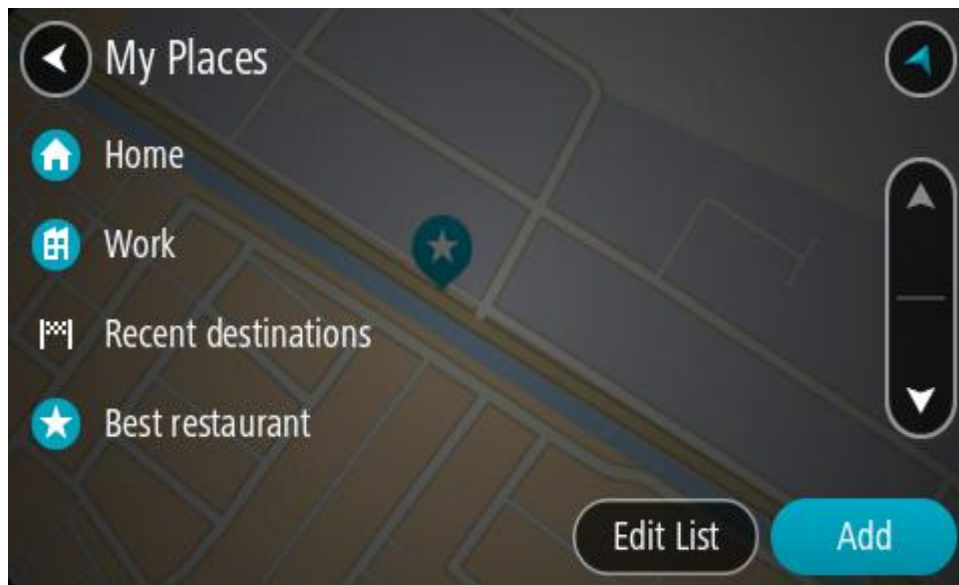 My Places
Home
Work
Recent destinations
Best restaurant
Edit List
Add